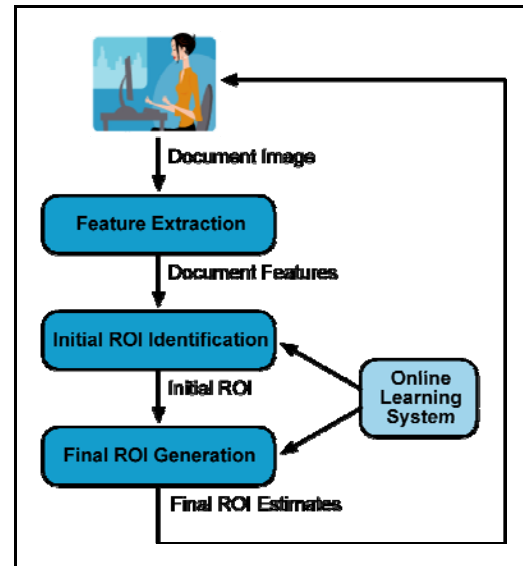 Document Image
Feature Extraction
Document Features
Initial ROI Identification
Initial ROI
Online
Learning
System
Final ROI Generation
Final ROI Estimates